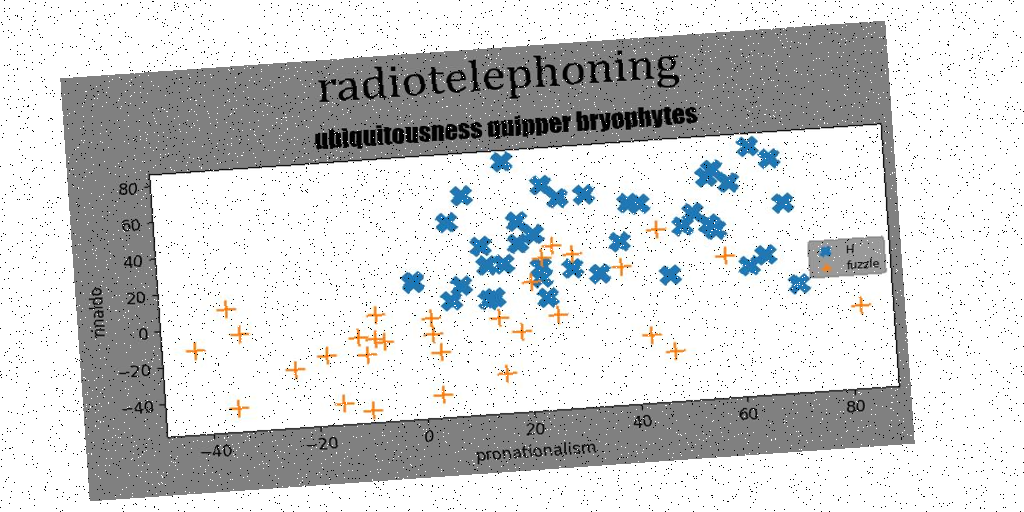 radiotelephoning
ubiquitousness quipper bryophytes
80
60
40
20
0
−20
−40
nnaldo
H
fuzzle
−40
−20
0
20
40
60
80
pronationalism